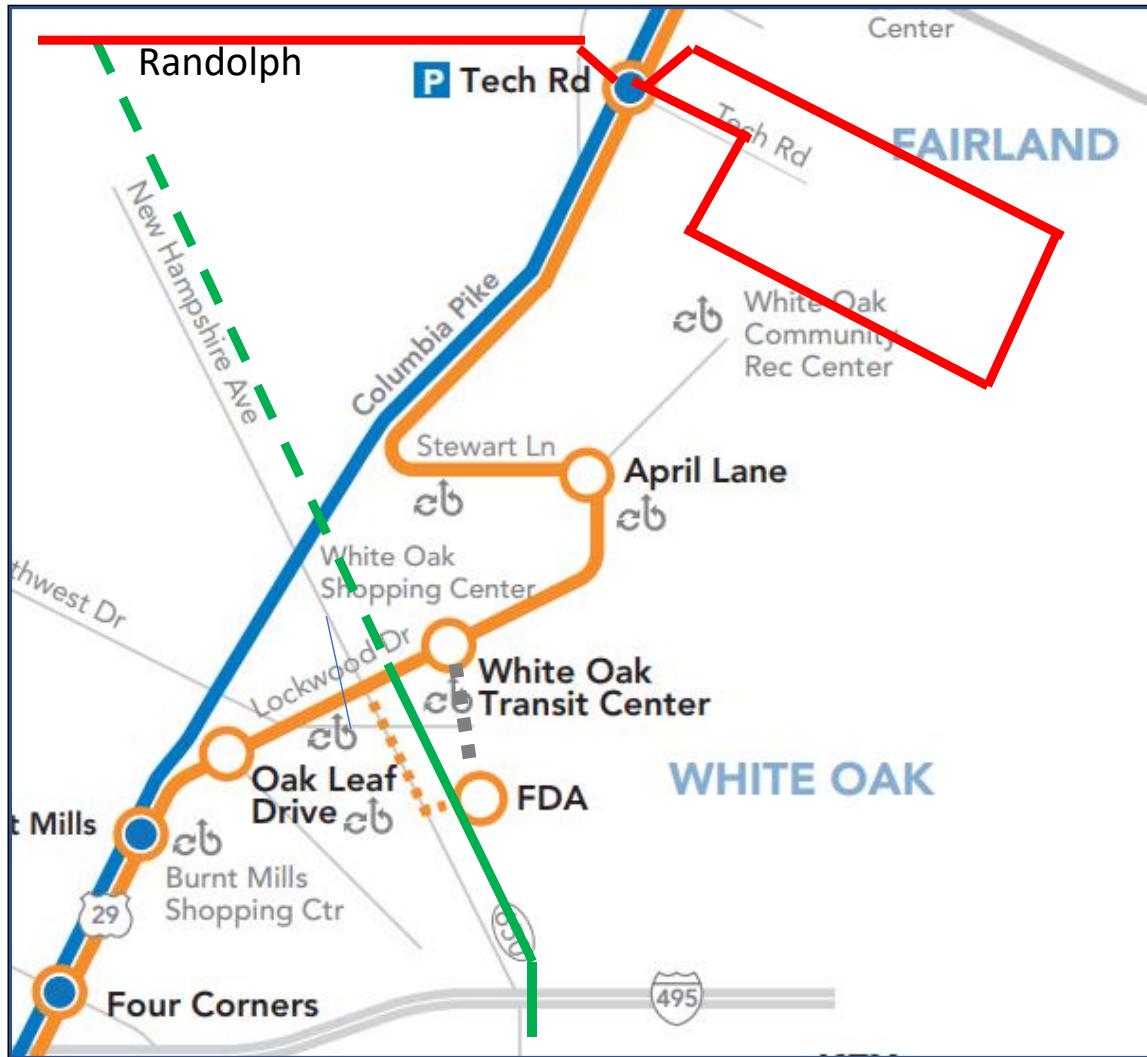 Center
Randolph
P Tech Rd
Tech Rd
FAIRLAND
New Hampshire Ave
Columbia Pike
White Oak
Community
Rec Center
Stewart Ln
April Lane
White Oak
Shopping Center
thwest Dr
Lockwood Dr
White Oak
Transit Center
Oak Leaf
Drive
FDA
WHITE OAK
t Mills
Burnt Mills
Shopping Ctr
29
650
Four Corners
495
KEY